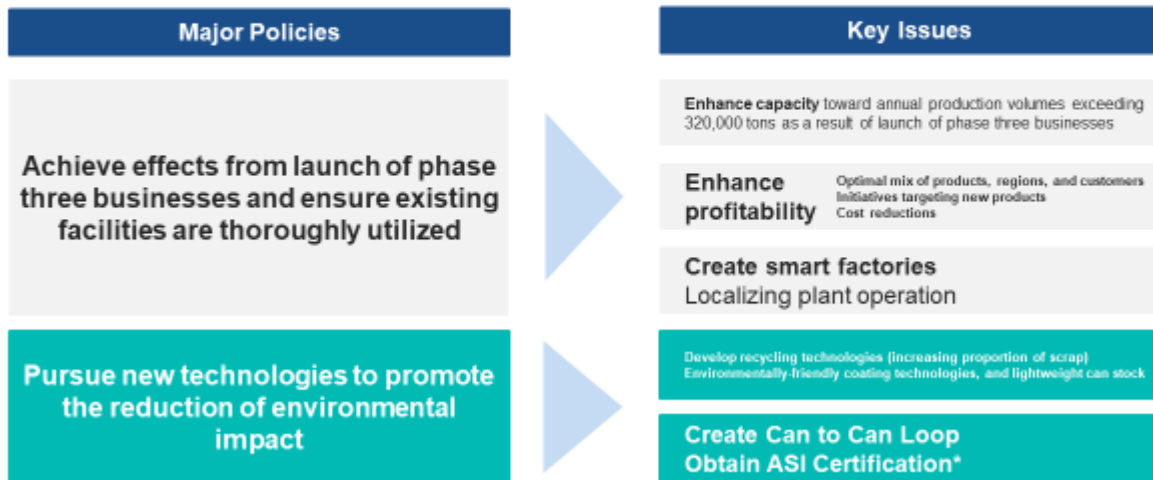 Major Policies
Key Issues
Achieve effects from launch of phase
three businesses and ensure existing
facilities are thoroughly utilized
Enhance capacity toward annual production volumes exceeding
320,000 tons as a result of launch of phase three businesses
Enhance
profitability
Optimal mix of products, regions, and customers
Initiatives targeting new products
Cost reductions
Create smart factories
Localizing plant operation
Pursue new technologies to promote
the reduction of environmental
impact
Develop recycling technologies (increasing proportion of scrap)
Environmentally-friendly coating technologies, and lightweight can stock
Create Can to Can Loop
Obtain ASI Certification*